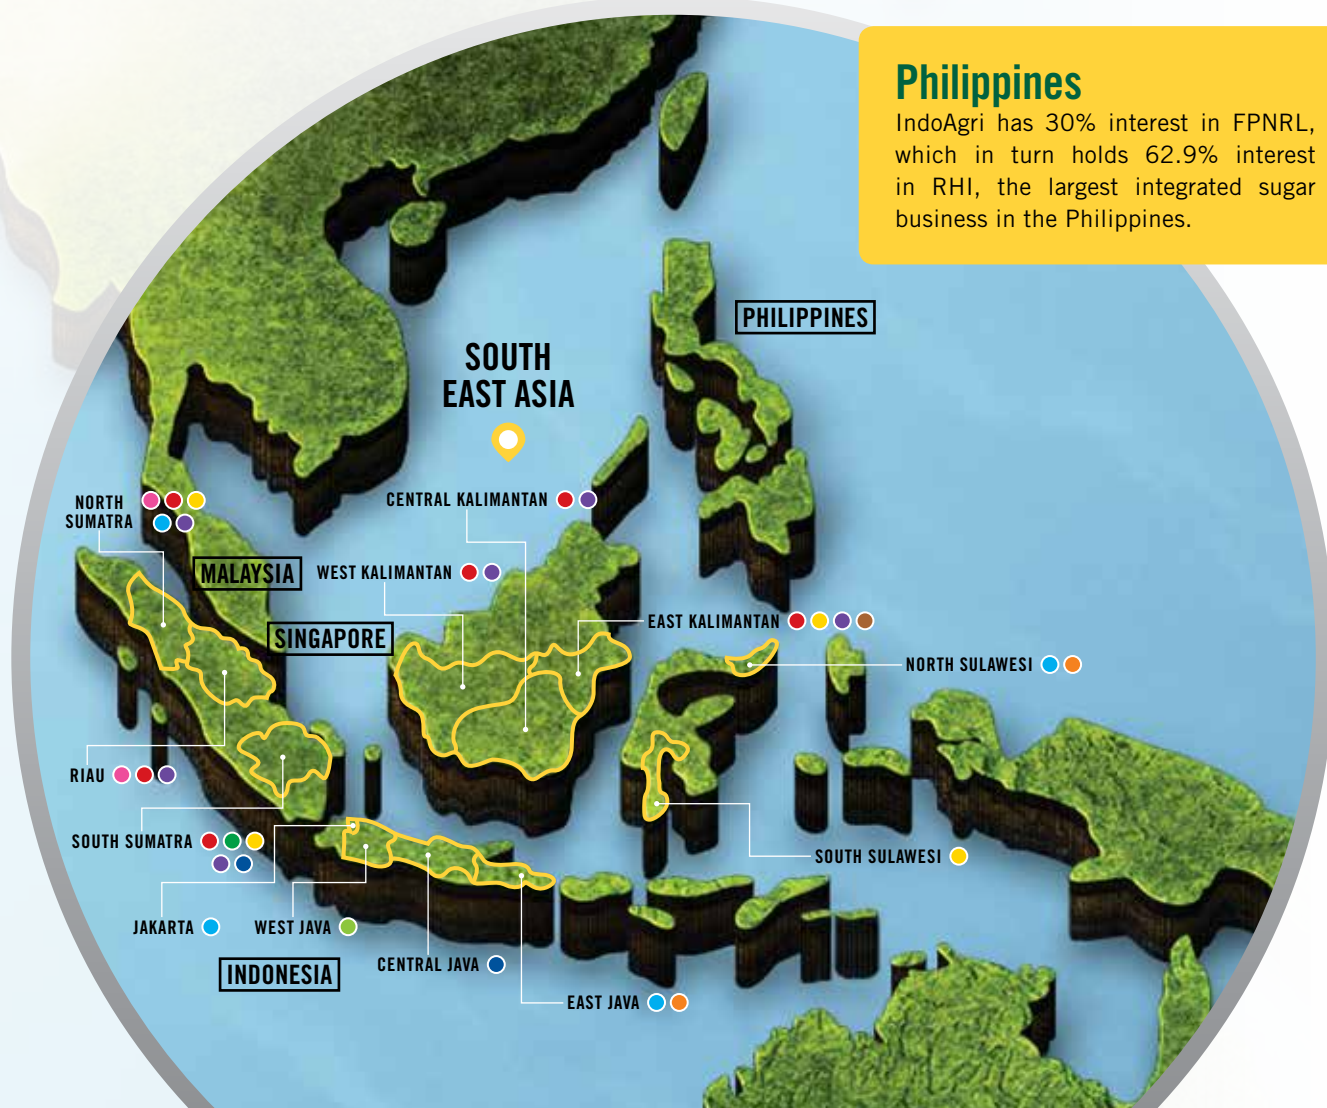 Philippines
IndoAgri has 30% interest in FPNRL,
which in turn holds 62.9% interest
in RHI, the largest integrated sugar
business in the Philippines.
PHILIPPINES
SOUTH
EAST ASIA
NORTH
SUMATRA
CENTRAL KALIMANTAN
MALAYSIA
WEST KALIMANTAN
SINGAPORE
EAST KALIMANTAN
NORTH SULAWESI
RIAU
SOUTH SUMATRA
SOUTH SULAWESI
JAKARTA
WEST JAVA
INDONESIA
CENTRAL JAVA
EAST JAVA